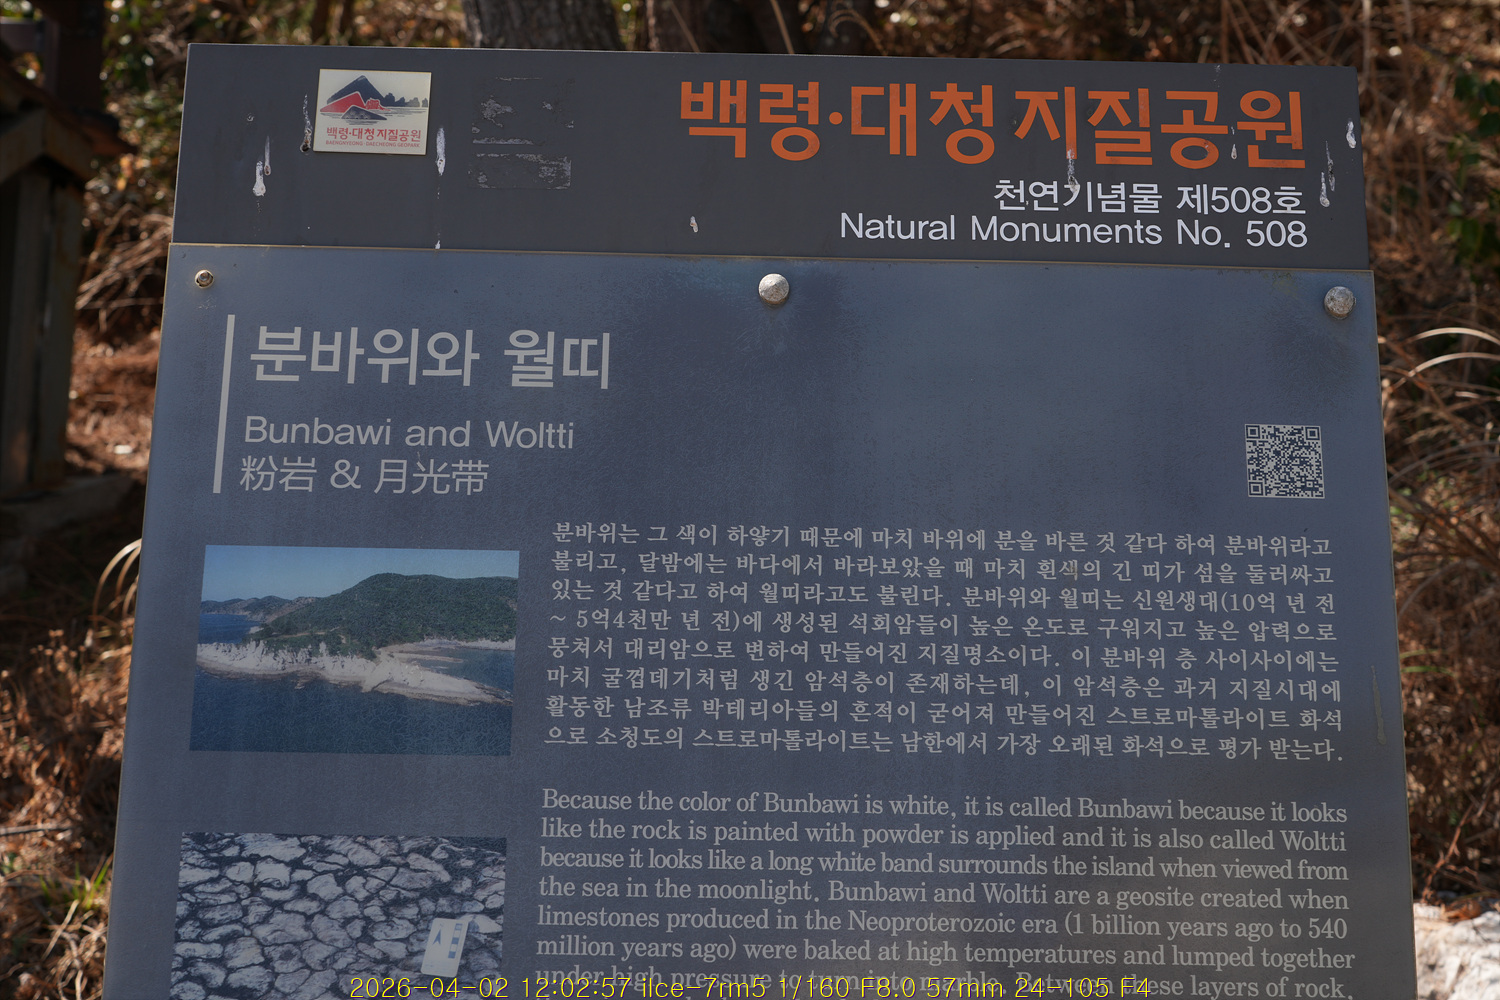 백령·대청지질공원
BAENGNYEONG · DAECHEONG GEOPARK
백령·대청 지질공원
천연기념물 제508호
Natural Monuments No. 508
분바위와 월띠
Bunbawi and Woltti
粉岩 & 月光带
분바위는 그 색이 하얗기 때문에 마치 바위에 분을 바른 것 같다 하여 분바위라고
불리고, 달밤에는 바다에서 바라보았을 때 마치 흰색의 긴 띠가 섬을 둘러싸고
있는 것 같다고 하여 월띠라고도 불린다. 분바위와 월띠는 신원생대(10억 년 전
~ 5억4천만 년 전)에 생성된 석회암들이 높은 온도로 구워지고 높은 압력으로
뭉쳐서 대리암으로 변하여 만들어진 지질명소이다. 이 분바위 층 사이사이에는
마치 굴껍데기처럼 생긴 암석층이 존재하는데, 이 암석층은 과거 지질시대에
활동한 남조류 박테리아들의 흔적이 굳어져 만들어진 스트로마톨라이트 화석
으로 소청도의 스트로마톨라이트는 남한에서 가장 오래된 화석으로 평가 받는다.
Because the color of Bunbawi is white, it is called Bunbawi because it looks
like the rock is painted with powder is applied and it is also called Woltti
because it looks like a long white band surrounds the island when viewed from
the sea in the moonlight. Bunbawi and Woltti are a geosite created when
limestones produced in the Neoproterozoic era (1 billion years ago to 540
million years ago) were baked at high temperatures and lumped together
under high pressure to turn into marble. Between these layers of rock,
2026-04-02 12:02:57 ilce-7rm5 1/160 F8.0 57mm 24-105 F4